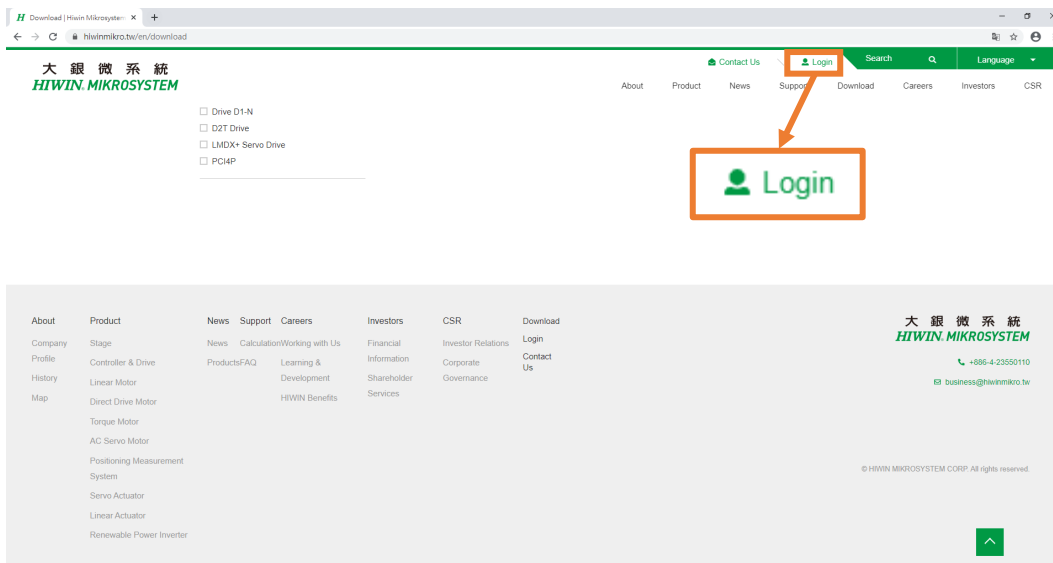 Download | Hiwin Mikrosystem
hiwinmikro.tw/en/download
大銀微系統
HIWIN® MIKROSYSTEM
Contact Us
Login
Search
Language
About Product News Support Download Careers Investors CSR
Drive D1-N
D2T Drive
LMDX+ Servo Drive
PCI4P
Login
About
Company Profile
History
Map
Product
Stage
Controller & Drive
Linear Motor
Direct Drive Motor
Torque Motor
AC Servo Motor
Positioning Measurement
System
Servo Actuator
Linear Actuator
Renewable Power Inverter
News
News
Products
Support
Calculation
FAQ
Careers
Working with Us
Learning &
Development
HIWIN Benefits
Investors
Financial
Information
Shareholder
Services
CSR
Investor Relations
Corporate
Governance
Download
Login
Contact
Us
大銀微系統
HIWIN® MIKROSYSTEM
+886-4-23550110
business@hiwinmikro.tw
© HIWIN MIKROSYSTEM CORP. All rights reserved.